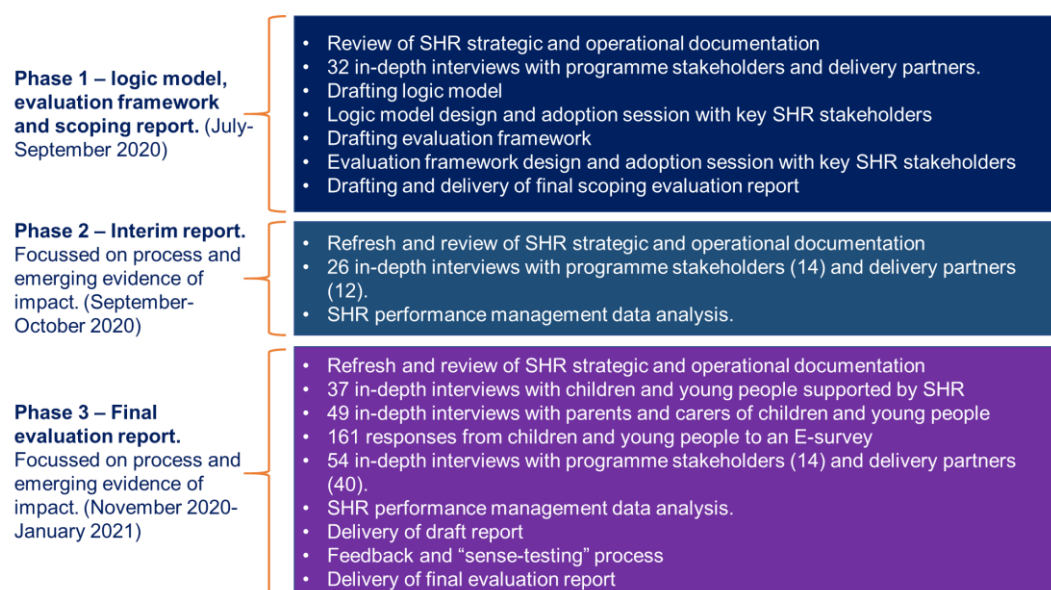 Phase 1 – logic model,
evaluation framework
and scoping report. (July-
September 2020)
• Review of SHR strategic and operational documentation
• 32 in-depth interviews with programme stakeholders and delivery partners.
• Drafting logic model
• Logic model design and adoption session with key SHR stakeholders
• Drafting evaluation framework
• Evaluation framework design and adoption session with key SHR stakeholders
• Drafting and delivery of final scoping evaluation report
Phase 2 – Interim report.
Focussed on process and
emerging evidence of
impact. (September-
October 2020)
• Refresh and review of SHR strategic and operational documentation
• 26 in-depth interviews with programme stakeholders (14) and delivery partners
(12).
• SHR performance management data analysis.
Phase 3 – Final
evaluation report.
Focussed on process and
emerging evidence of
impact. (November 2020-
January 2021)
• Refresh and review of SHR strategic and operational documentation
• 37 in-depth interviews with children and young people supported by SHR
• 49 in-depth interviews with parents and carers of children and young people
• 161 responses from children and young people to an E-survey
• 54 in-depth interviews with programme stakeholders (14) and delivery partners
(40).
• SHR performance management data analysis.
• Delivery of draft report
• Feedback and “sense-testing” process
• Delivery of final evaluation report